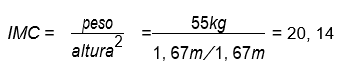 IMC = peso / altura² = 55kg / 1, 67m/1, 67m = 20, 14